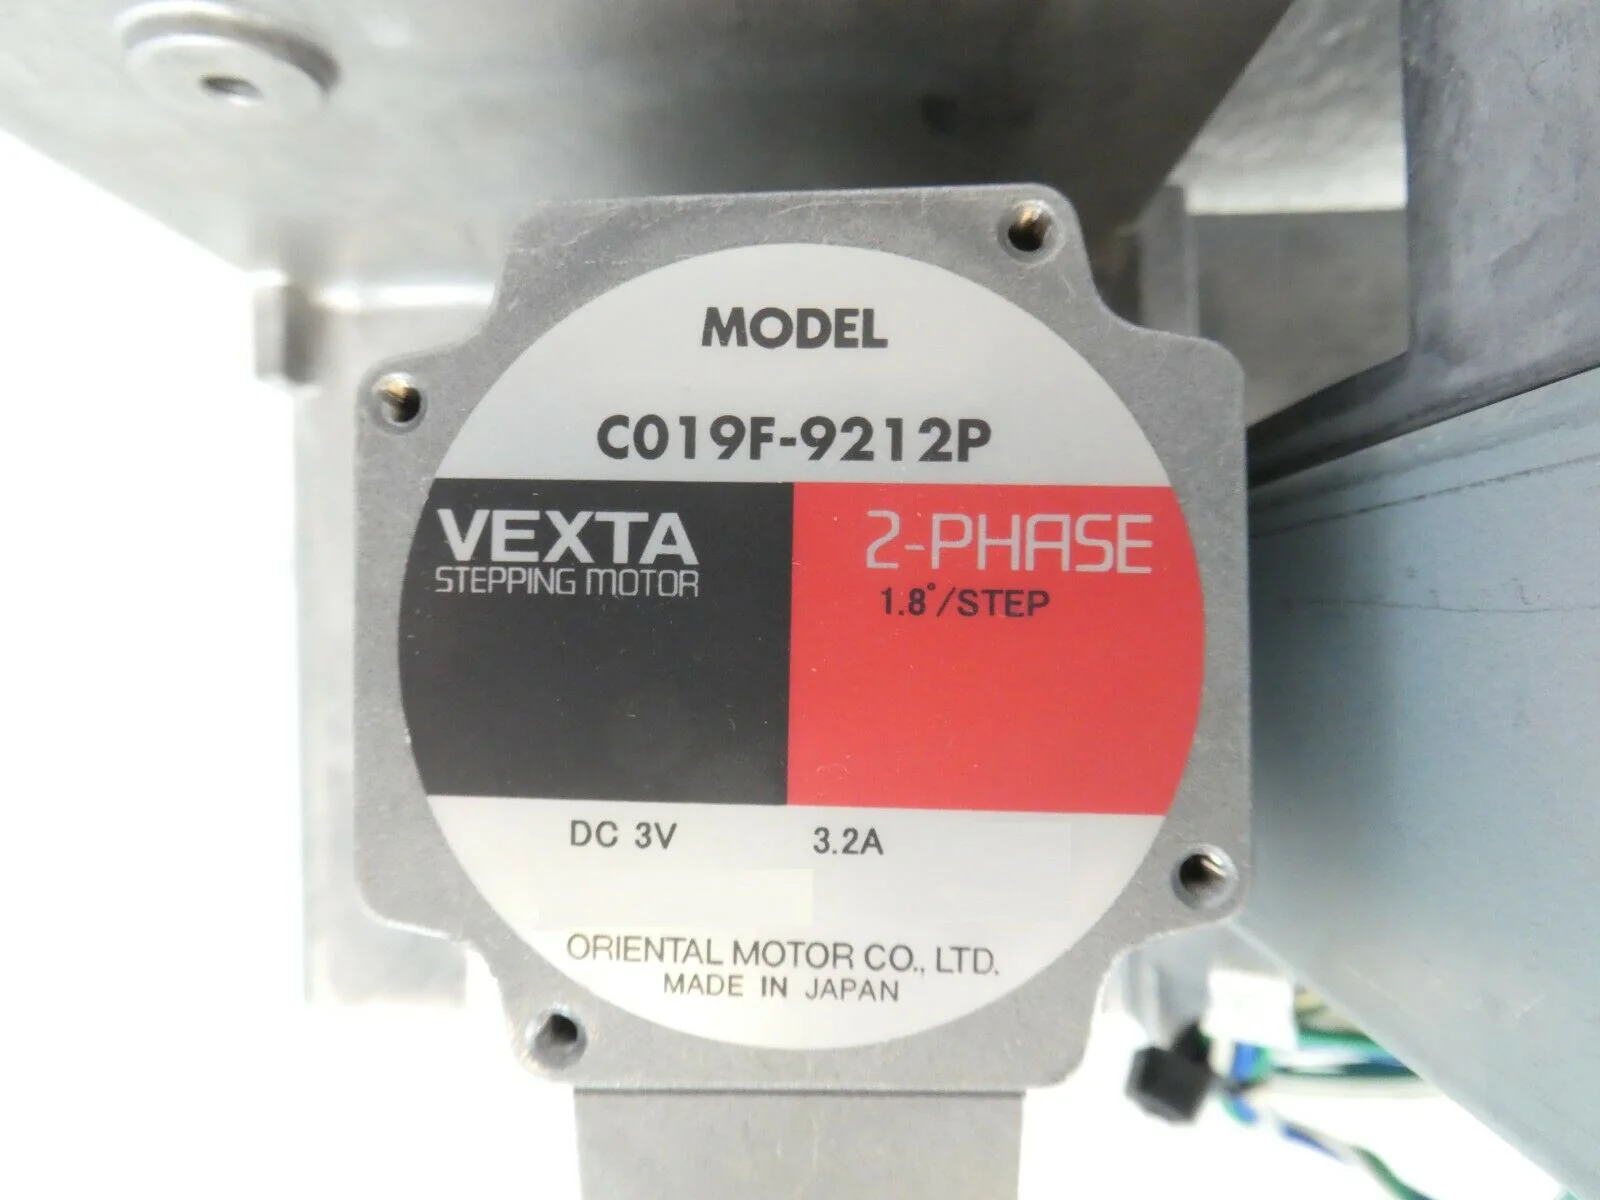 MODEL
C019F-9212P
VEXTA
STEPPING MOTOR
2-PHASE
1.8°/STEP
DC 3V 3.2A
ORIENTAL MOTOR CO., LTD.
MADE IN JAPAN